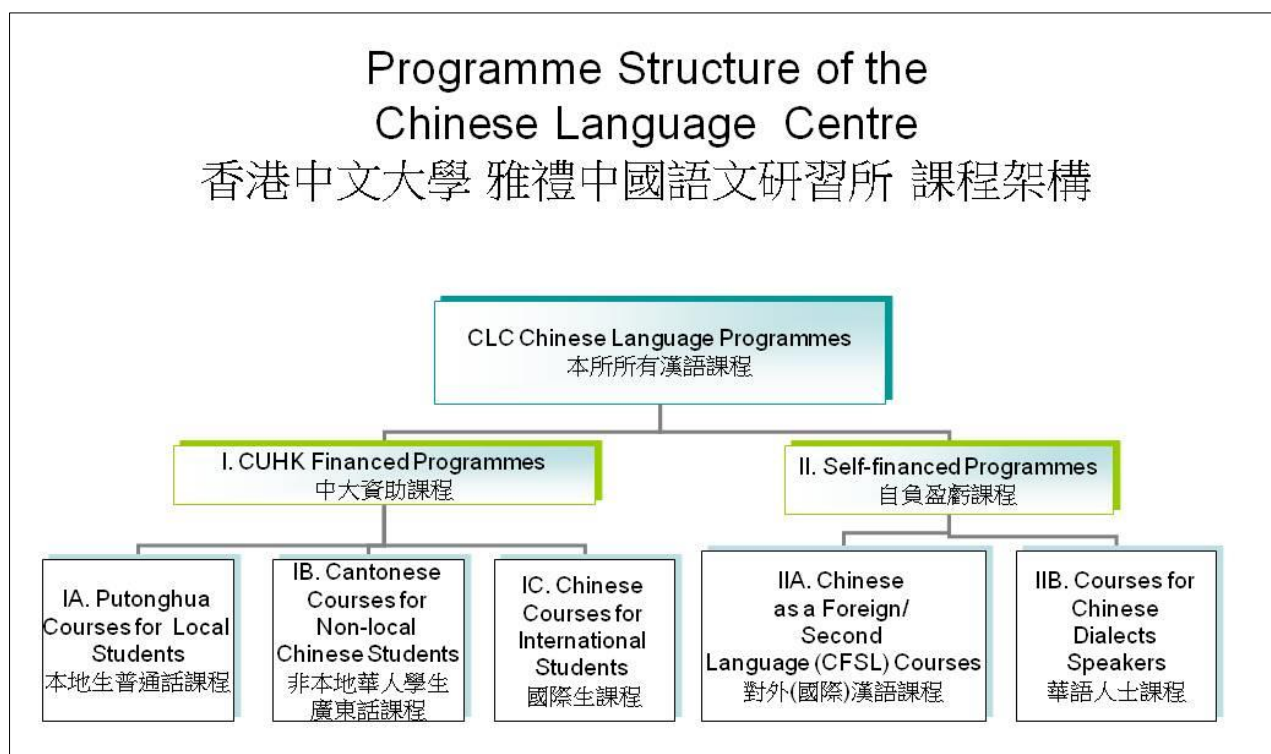 Programme Structure of the
Chinese Language Centre
香港中文大學 雅禮中國語文研習所 課程架構
CLC Chinese Language Programmes
本所所有漢語課程
I. CUHK Financed Programmes
中大資助課程
II. Self-financed Programmes
自負盈虧課程
IA. Putonghua
Courses for Local
Students
本地生普通話課程
IB. Cantonese
Courses for
Non-local
Chinese Students
非本地華人學生
廣東話課程
IC. Chinese
Courses for
International
Students
國際生課程
IIA. Chinese
as a Foreign/
Second
Language (CFSL) Courses
對外(國際)漢語課程
IIB. Courses for
Chinese
Dialects
Speakers
華語人士課程